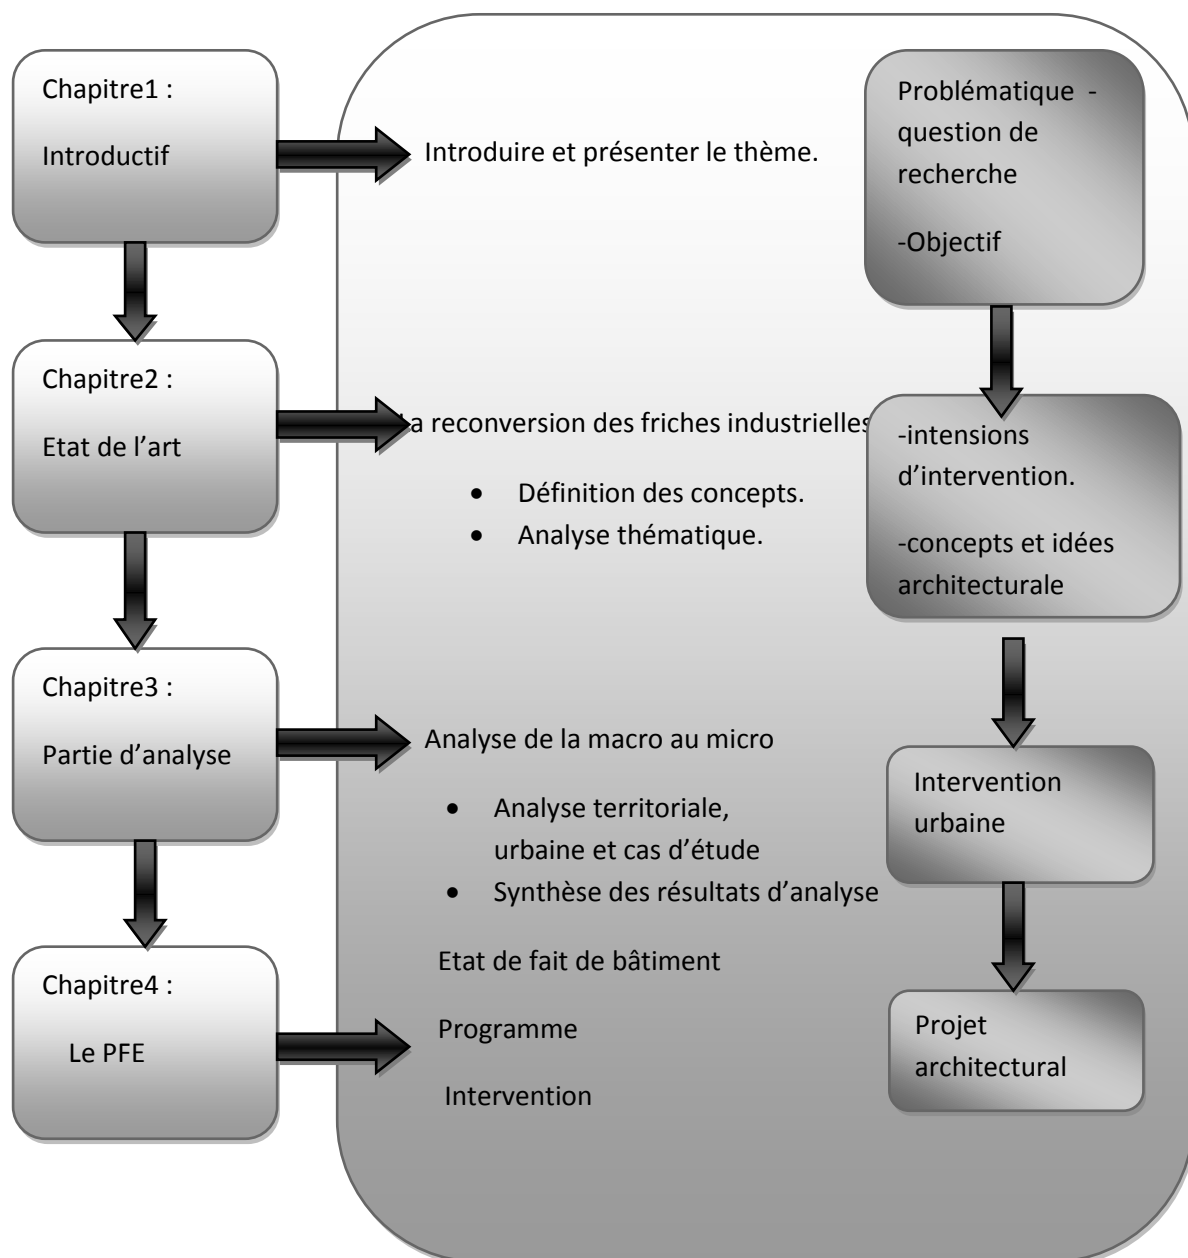 Chapitre1 :
Introductif
Introduire et présenter le thème.
Problématique -
question de
recherche
-Objectif
Chapitre2 :
Etat de l’art
a reconversion des friches industrielles
• Définition des concepts.
• Analyse thématique.
-intensions
d’intervention.
-concepts et idées
architecturale
Chapitre3 :
Partie d’analyse
Analyse de la macro au micro
• Analyse territoriale,
urbaine et cas d’étude
• Synthèse des résultats d’analyse
Intervention
urbaine
Chapitre4 :
Le PFE
Etat de fait de bâtiment
Programme
Intervention
Projet
architectural